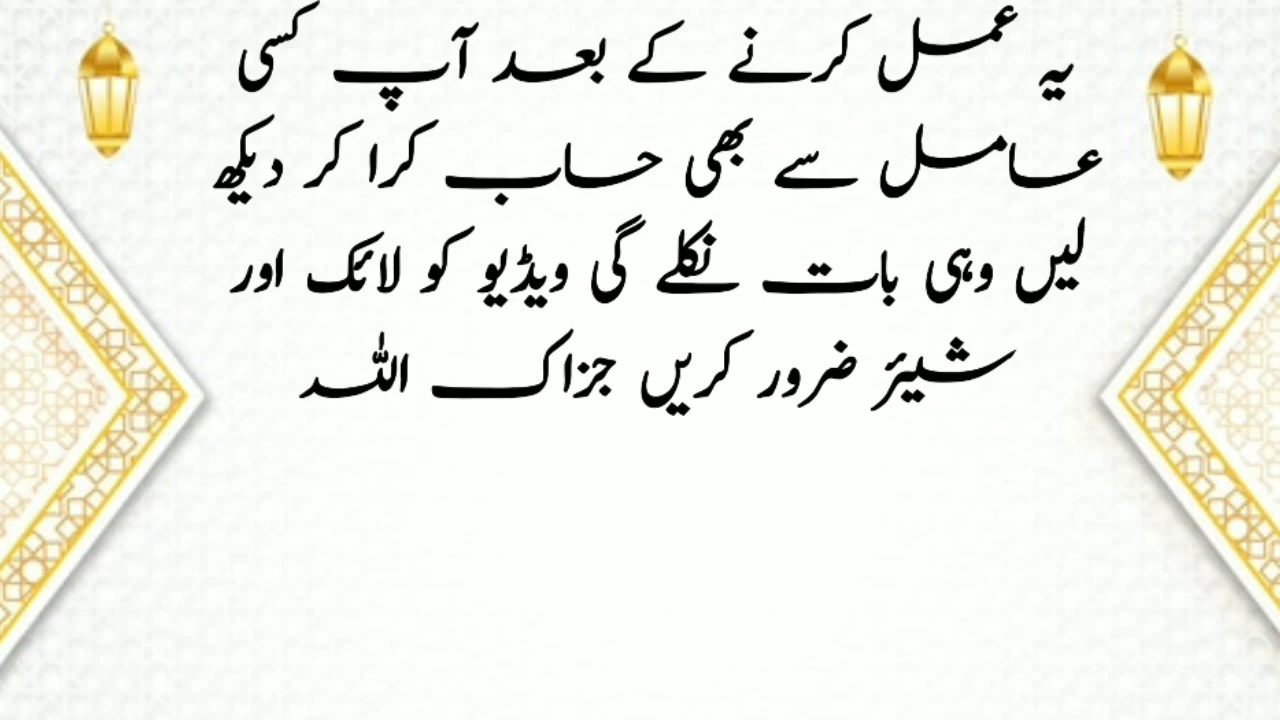 یہ عمل کرنے کے بعد آپ کسی
عامل سے بھی حاب کرا کر دیکھ
لیں وہی بات نکلے گی ویڈیو کو لائک اور
شیئر ضرور کریں جزاک اللہ